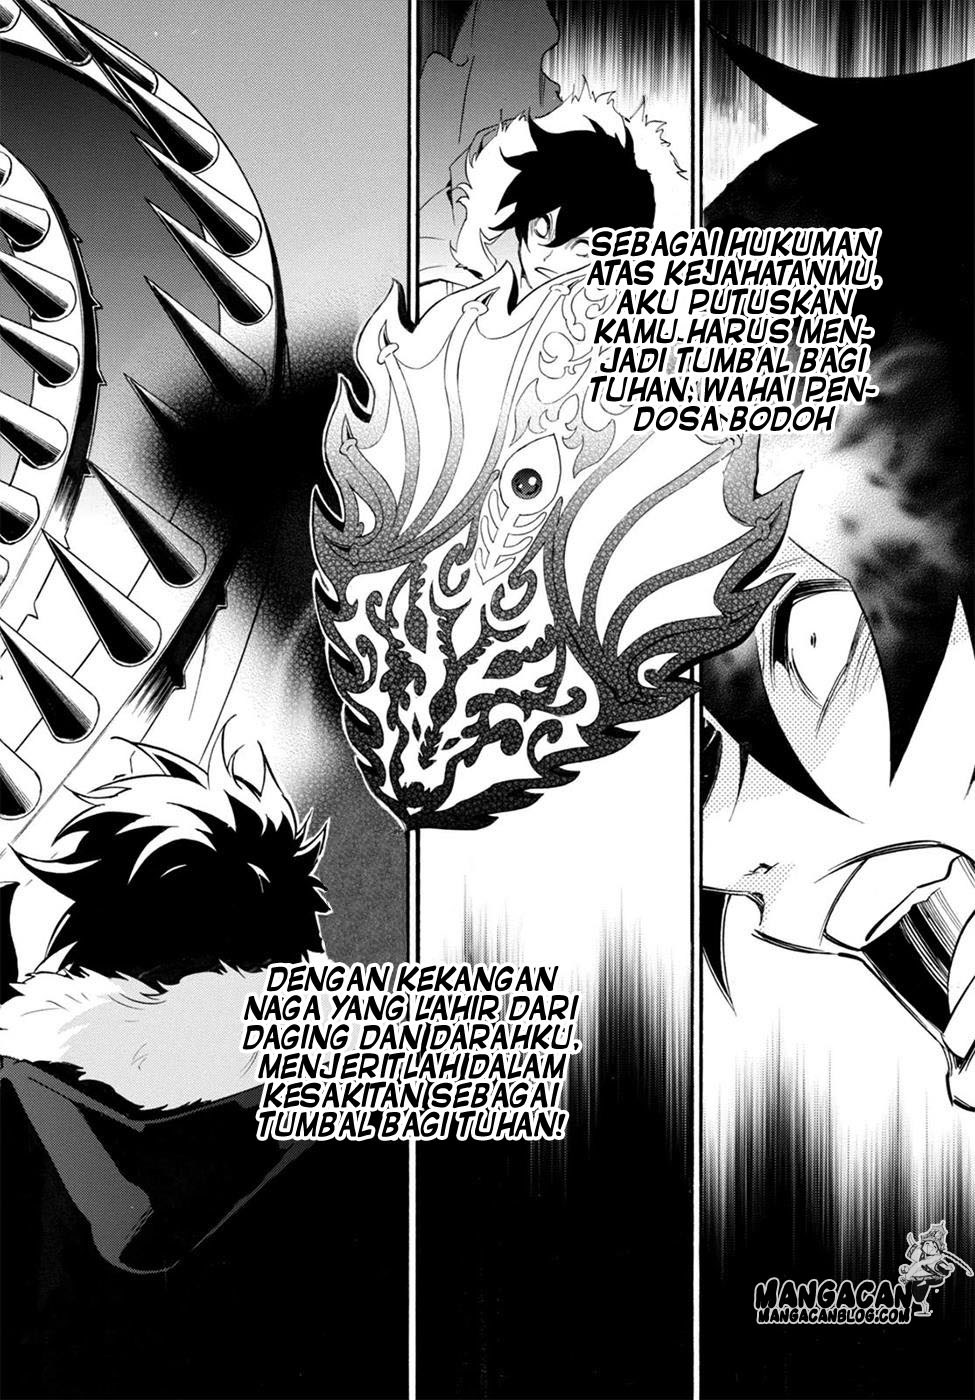 SEBAGAI HUKUMAN
ATAS KEJAHATANMU,
AKU PUTUSKAN
KAMU HARUS MEN-
JADI TUMBAL BAGI
TUHAN, WAHAI PEN-
DOSA BODOH
DENGAN KEKANGAN
NAGA YANG LAHIR DARI
DAGING DAN DARAHKU,
MENJERITLAH DALAM
KESAKITAN SEBAGAI
TUMBAL BAGI TUHAN!
MANGACAN
MANGACANBLOG.COM